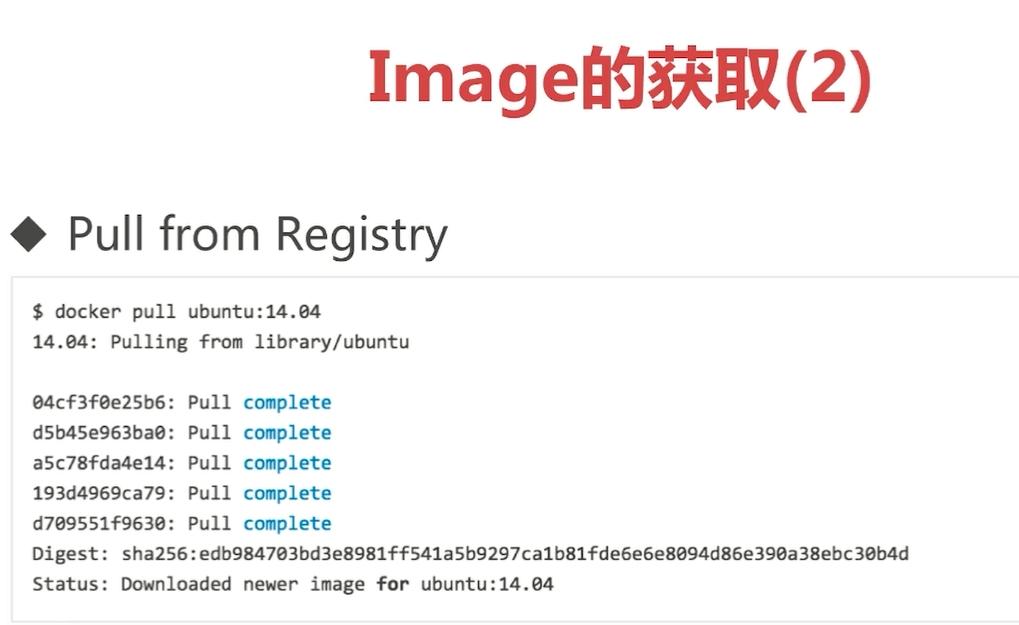 Image的获取(2)
◆ Pull from Registry
$ docker pull ubuntu:14.04
14.04: Pulling from library/ubuntu
04cf3f0e25b6: Pull complete
d5b45e963ba0: Pull complete
a5c78fda4e14: Pull complete
193d4969ca79: Pull complete
d709551f9630: Pull complete
Digest: sha256:edb984703bd3e8981ff541a5b9297ca1b81fde6e6e8094d86e390a38ebc30b4d
Status: Downloaded newer image for ubuntu:14.04